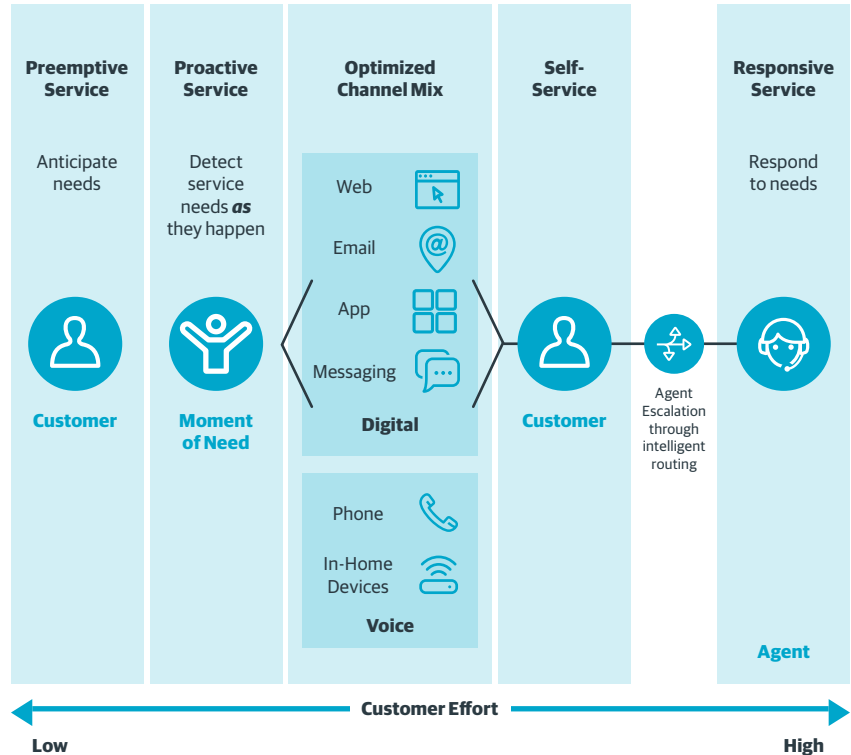 Preemptive
Service
Anticipate
needs
Customer
Proactive
Service
Detect
service
needs as
they happen
Moment
of Need
Optimized
Channel Mix
Web
@
Email
App
Messaging
Digital
Phone
In-Home
Devices
Voice
Self-
Service
Customer
Agent
Escalation
through
intelligent
routing
Responsive
Service
Respond
to needs
Agent
Customer Effort
Low
High